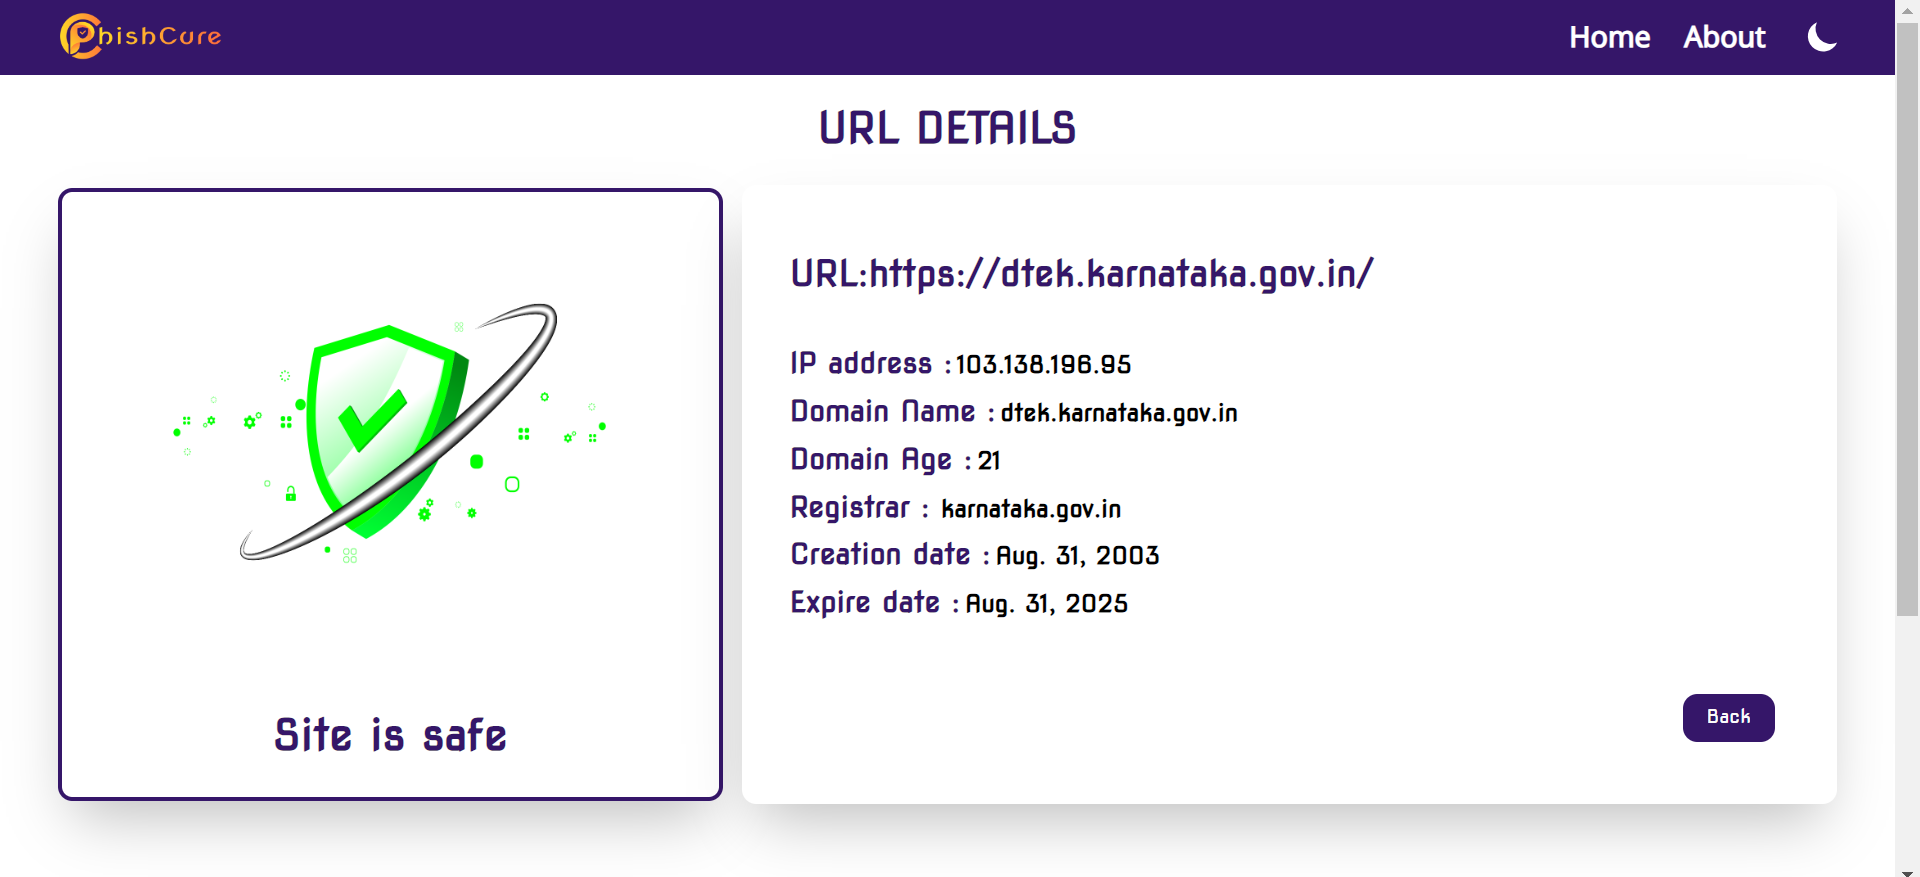 PhishCure
Home About
URL DETAILS
URL:https://dtek.karnataka.gov.in/
IP address : 103.138.196.95
Domain Name : dtek.karnataka.gov.in
Domain Age : 21
Registrar : karnataka.gov.in
Creation date : Aug. 31, 2003
Expire date : Aug. 31, 2025
Back
Site is safe